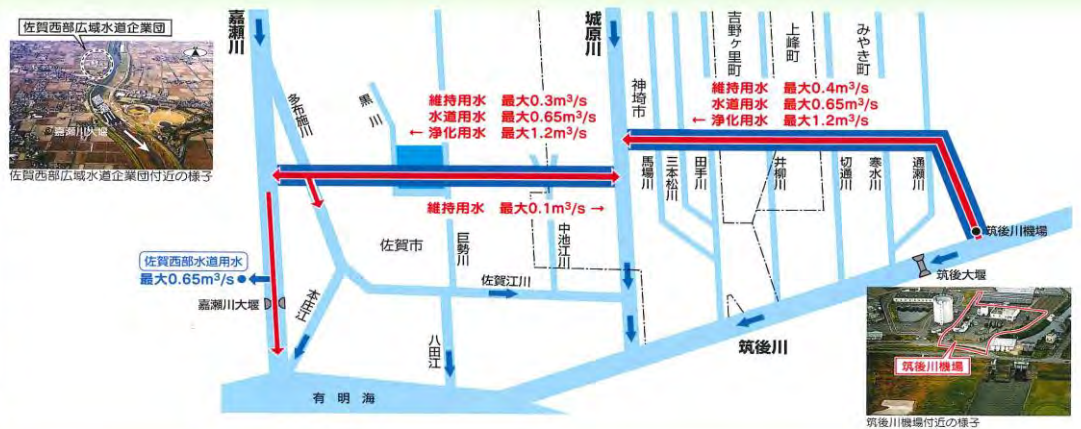 佐賀西部広域水道企業団
嘉瀬川
嘉瀬川大堰
佐賀西部広域水道企業団付近の様子
嘉瀬川
城原川
吉野ヶ里町
上峰町
みやき町
神埼市
多布施川
黒川
維持用水 最大0.3m³/s
水道用水 最大0.65m³/s
← 浄化用水 最大1.2m³/s
維持用水 最大0.4m³/s
水道用水 最大0.65m³/s
← 浄化用水 最大1.2m³/s
馬場川
三本松川
田手川
井柳川
切通川
寒水川
通瀬川
維持用水 最大0.1m³/s →
佐賀市
巨勢川
中池江川
筑後川機場
佐賀西部水道用水
最大0.65m³/s
嘉瀬川大堰
佐賀江川
筑後大堰
本庄江
八田江
筑後川
有明海
筑後川機場
筑後川機場付近の様子